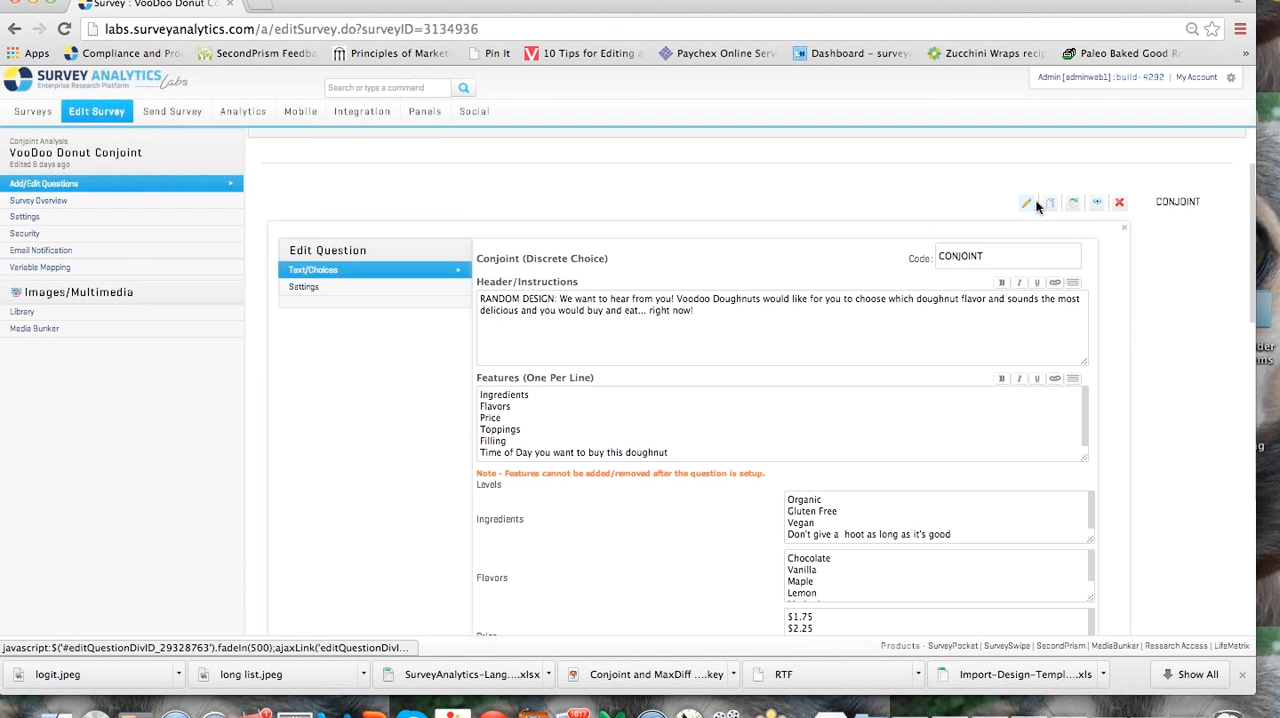 Survey : VooDoo Donut Co
labs.surveyanalytics.com/a/editSurvey.do?surveyID=3134936
Apps Compliance and Pro SecondPrism Feedba Principles of Market Pin It 10 Tips for Editing Paychex Online Serv Dashboard – survey Zucchini Wraps recip Paleo Baked Good R »
SURVEY ANALYTICS Labs
Enterprise Research Platform
Search or type a command
Admin [adminweb1] :build-4292 | My Account
Surveys Edit Survey Send Survey Analytics Mobile Integration Panels Social
Conjoint Analysis
VooDoo Donut Conjoint
Edited 8 days ago
Add/Edit Questions
Survey Overview
Settings
Security
Email Notification
Variable Mapping
Images/Multimedia
Library
Media Bunker
CONJOINT
Edit Question
Text/Choices
Settings
Conjoint (Discrete Choice)
Code: CONJOINT
Header/Instructions
B I U
RANDOM DESIGN: We want to hear from you! Voodoo Doughnuts would like for you to choose which doughnut flavor and sounds the most
delicious and you would buy and eat... right now!
Features (One Per Line)
B I U
Ingredients
Flavors
Price
Toppings
Filling
Time of Day you want to buy this doughnut
Note - Features cannot be added/removed after the question is setup.
Levels
Ingredients
Organic
Gluten Free
Vegan
Don't give a hoot as long as it's good
Flavors
Chocolate
Vanilla
Maple
Lemon
Price
$1.75
$2.25
javascript:$('#editQuestionDivID_29328763').fadeIn(500);ajaxLink('editQuestionDivI...
Products - SurveyPocket | SurveySwipe | SecondPrism | MediaBunker | Research Access | LifeMetrix
logit.jpeg long list.jpeg SurveyAnalytics-Lang....xlsx Conjoint and MaxDiff ....key RTF Import-Design-Templ....xls Show All
1617